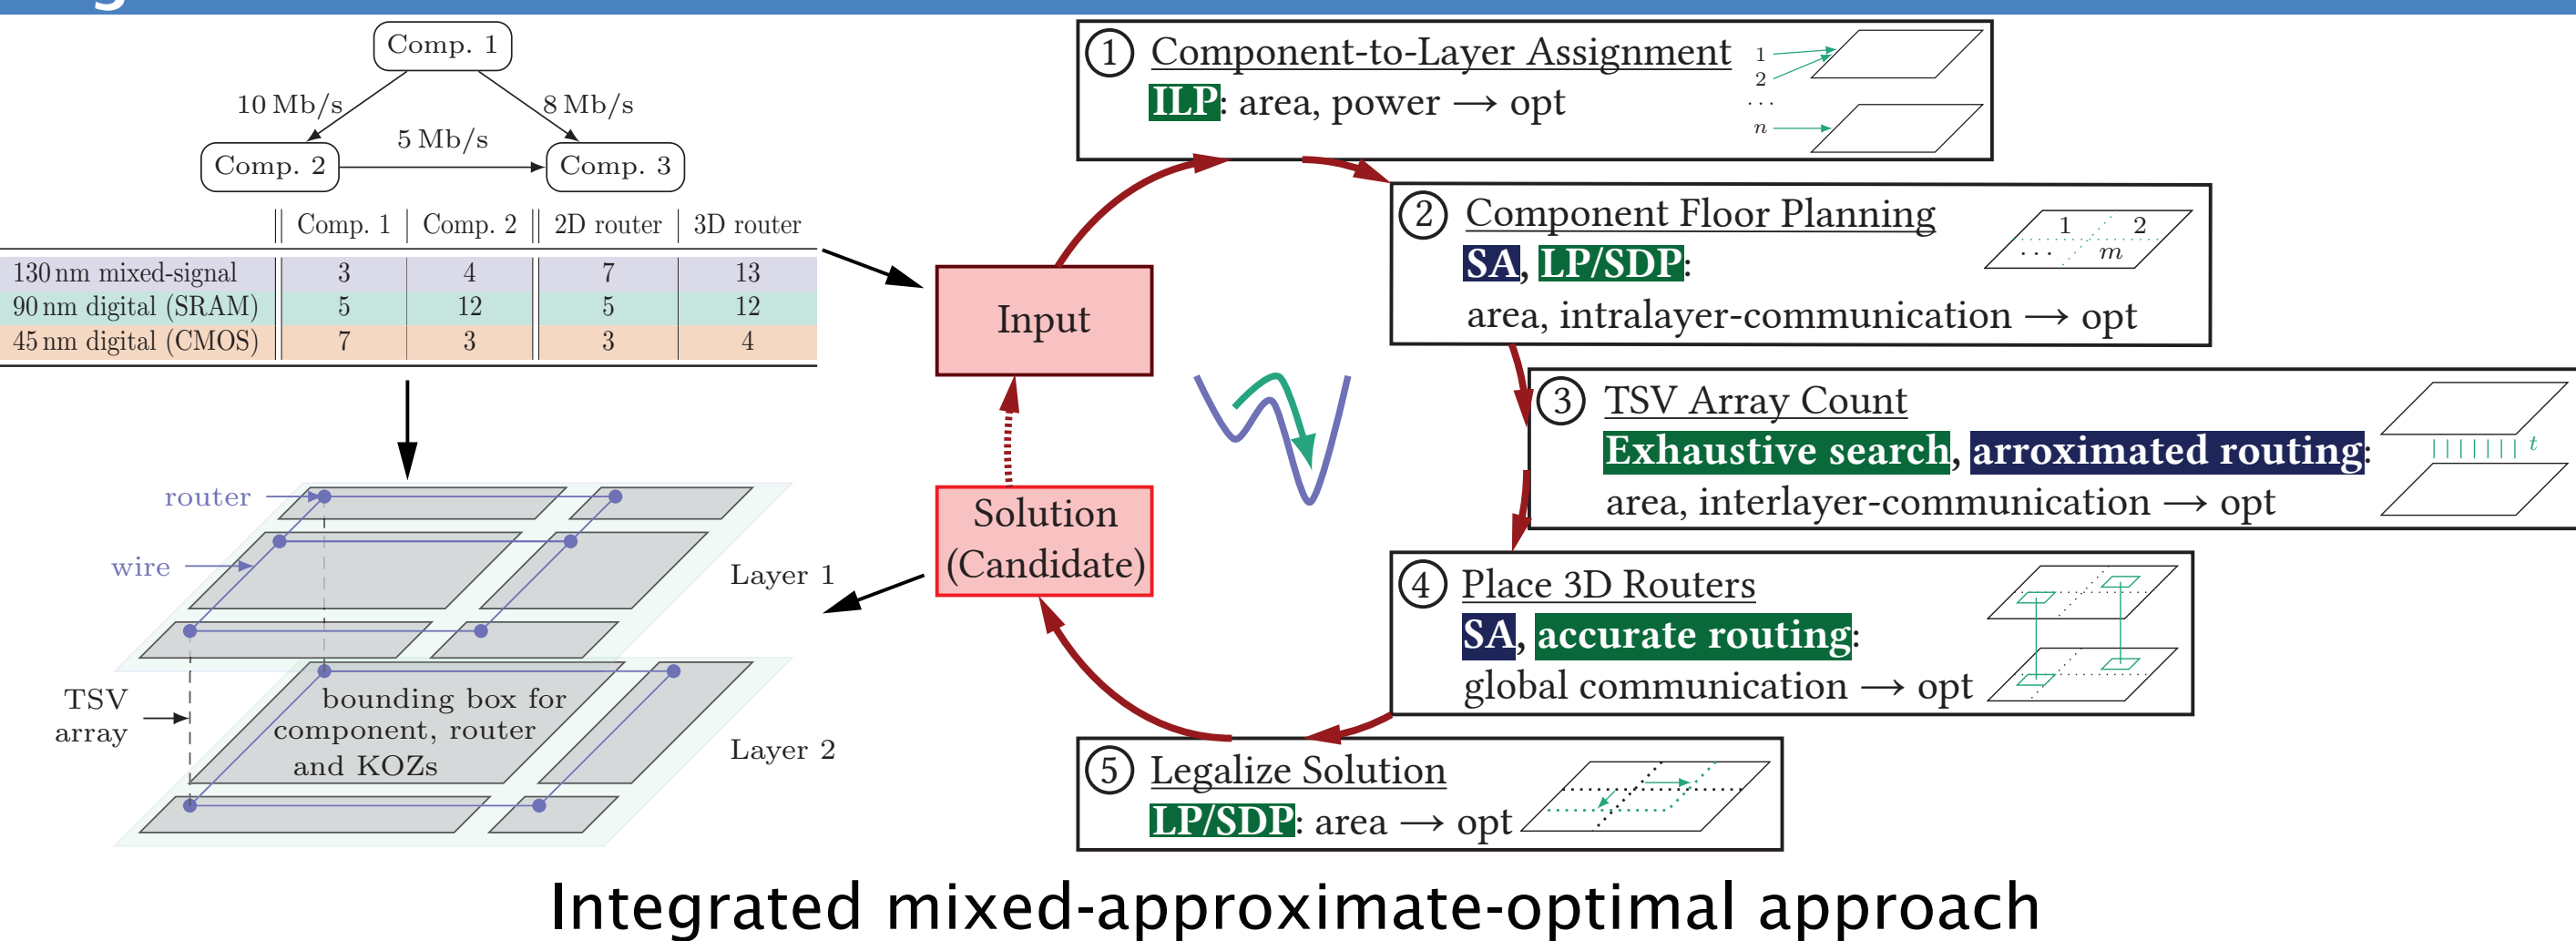 Comp. 1
10 Mb/s
8 Mb/s
5 Mb/s
Comp. 2
Comp. 3
Comp. 1 Comp. 2 2D router 3D router
130 nm mixed-signal 3 4 7 13
90 nm digital (SRAM) 5 12 5 12
45 nm digital (CMOS) 7 3 3 4
router
wire
Layer 1
TSV
array
bounding box for
component, router
and KOZs
Layer 2
Input
Solution
(Candidate)
1 Component-to-Layer Assignment
ILP: area, power → opt
1
2
...
n
2 Component Floor Planning
SA, LP/SDP:
area, intralayer-communication → opt
1 2
... m
3 TSV Array Count
Exhaustive search, arroximated routing:
area, interlayer-communication → opt
t
4 Place 3D Routers
SA, accurate routing:
global communication → opt
5 Legalize Solution
LP/SDP: area → opt
Integrated mixed-approximate-optimal approach